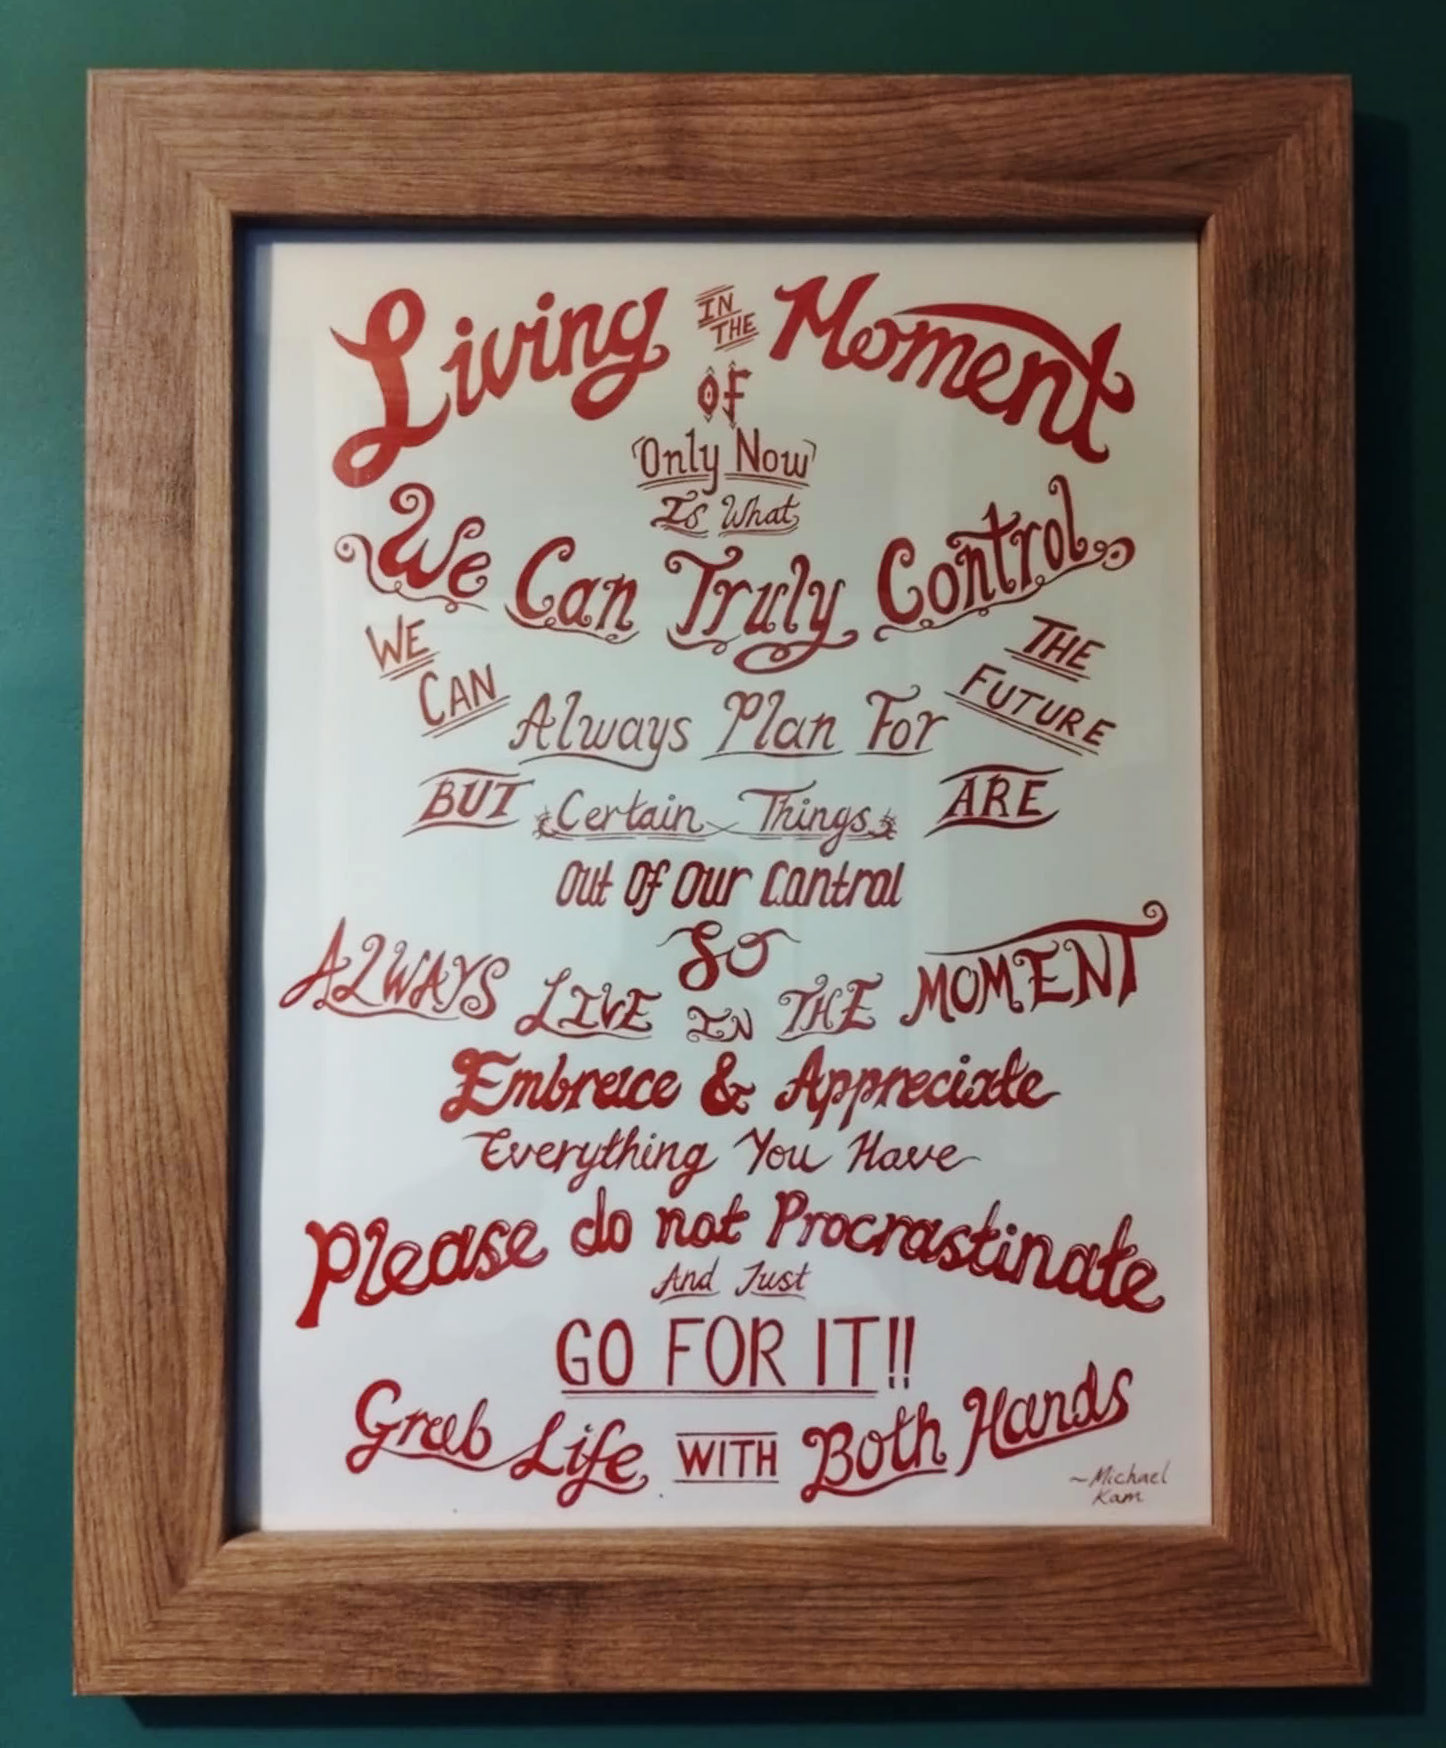 Living IN THE Moment
OF
'Only Now'
Is What
We Can Truly Control
WE CAN Always Plan For THE FUTURE
BUT Certain Things ARE
Out Of Our Control
SO
ALWAYS LIVE IN THE MOMENT
Embrace & Appreciate
Everything You Have
Please do not Procrastinate
And Just
GO FOR IT!!
Grab Life WITH Both Hands
~Michael
Kam